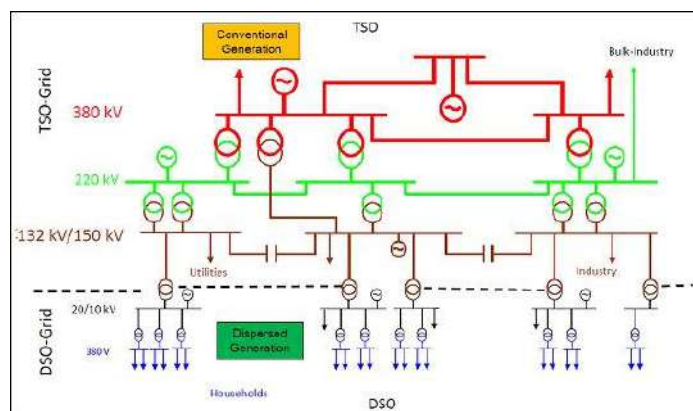 TSO
Conventional
Generation
Bulk-Industry
TSO-Grid
380 kV
220 kV
132 kV/150 kV
Utilities
Industry
20/10 kV
DSO-Grid
Dispersed
Generation
380 V
Households
DSO